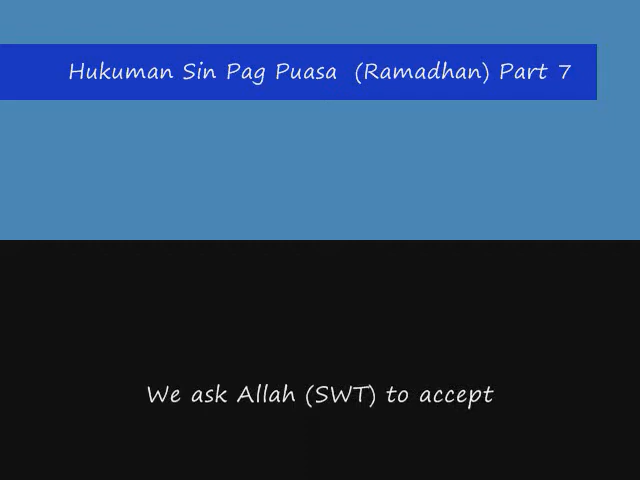 Hukuman Sin Pag Puasa (Ramadhan) Part 7
We ask Allah (SWT) to accept